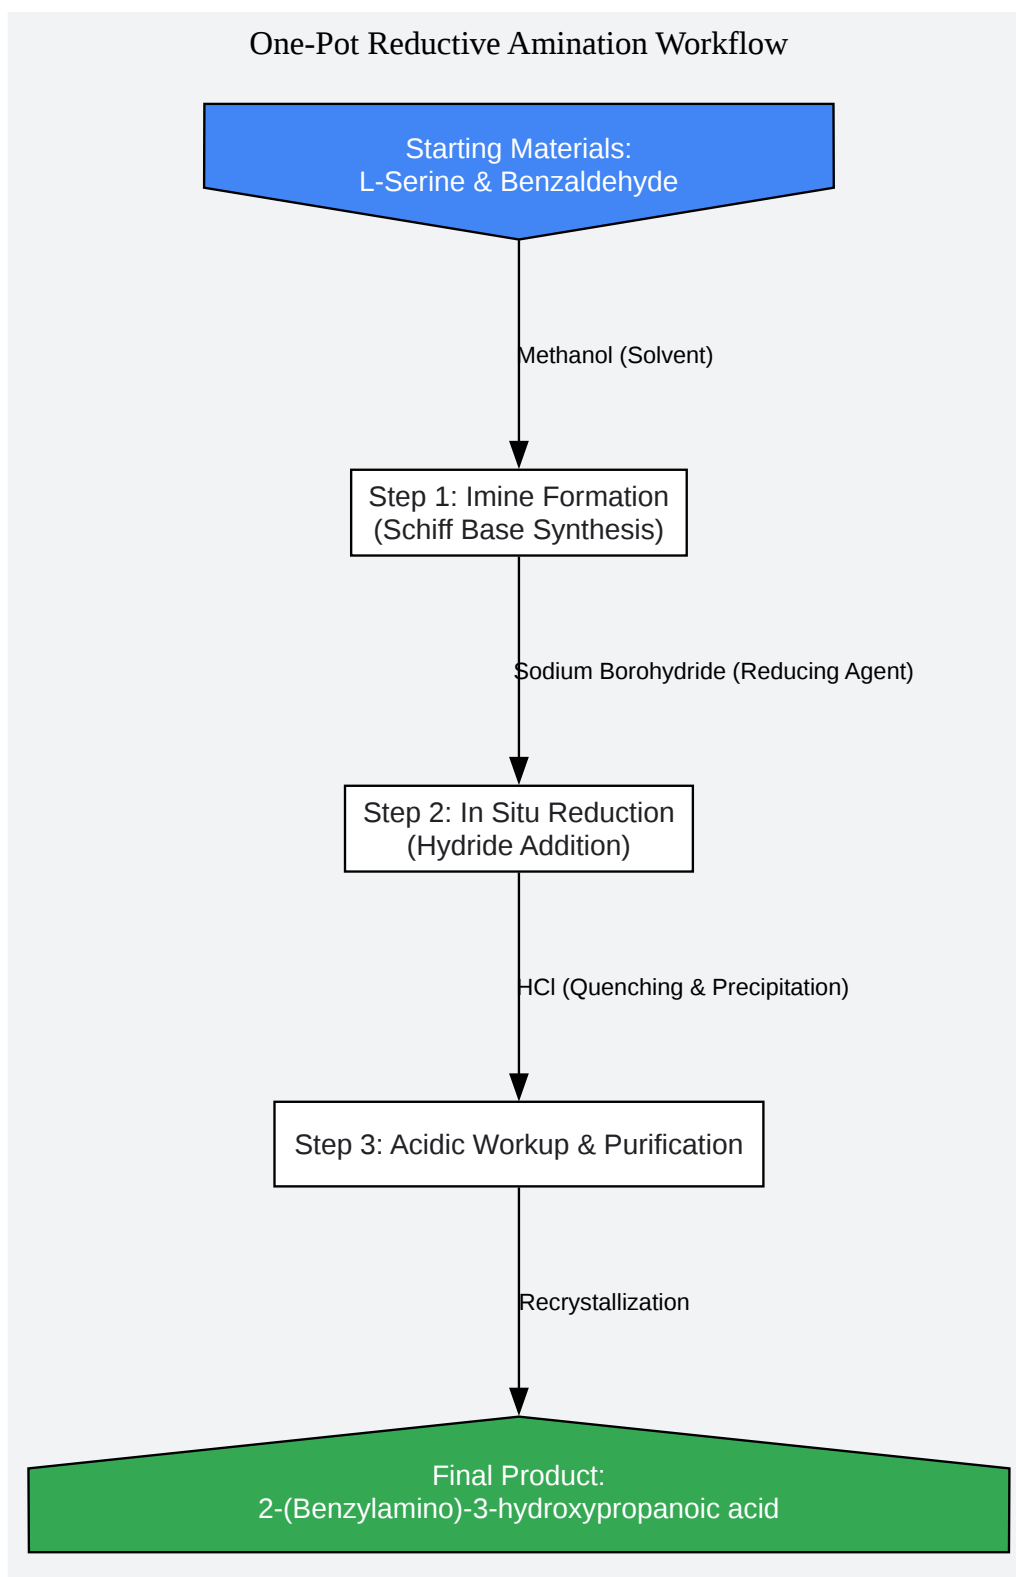 One-Pot Reductive Amination Workflow
Starting Materials:
L-Serine & Benzaldehyde
Methanol (Solvent)
Step 1: Imine Formation
(Schiff Base Synthesis)
Sodium Borohydride (Reducing Agent)
Step 2: In Situ Reduction
(Hydride Addition)
HCl (Quenching & Precipitation)
Step 3: Acidic Workup & Purification
Recrystallization
Final Product:
2-(Benzylamino)-3-hydroxypropanoic acid